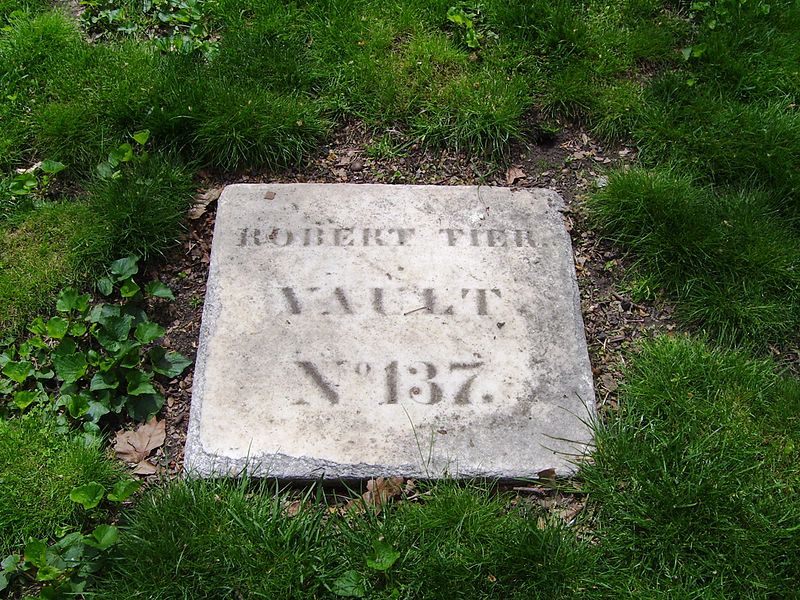 ROBERT TIER.
VAULT
Nº 137.